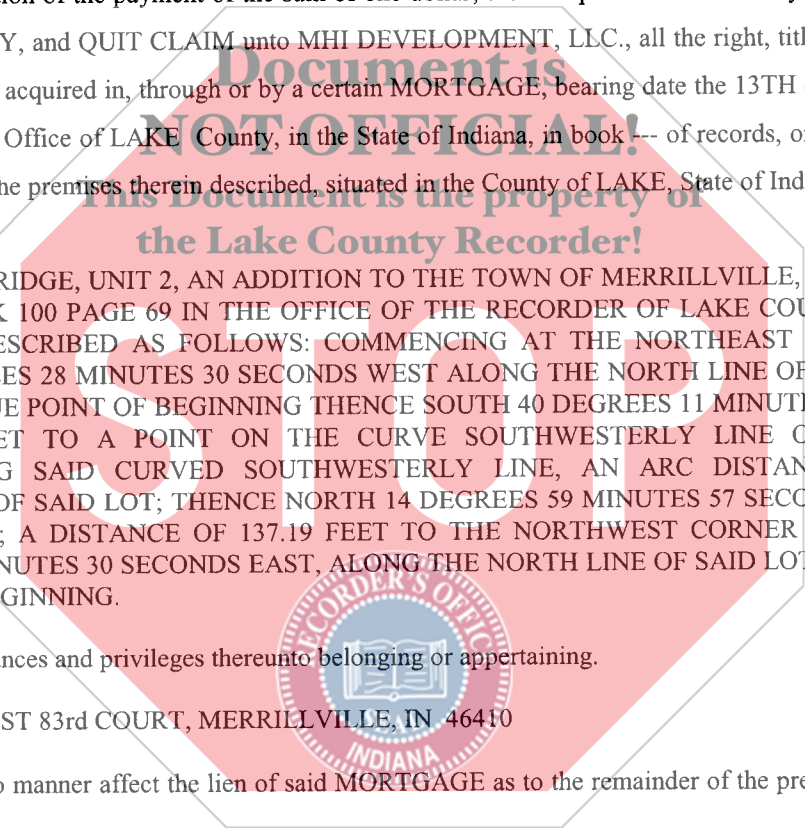 tion of the payment of the sum of One dollar, the
Y, and QUIT CLAIM unto MHI DEVELOPMENT, LLC., all the right, titl
Document is
acquired in, through or by a certain MORTGAGE, bearing date the 13TH
NOT OFFICIAL!
Office of LAKE County, in the State of Indiana, in book --- of records, o
he premises therein described, situated in the County of LAKE, State of Ind
This Document is the property of
the Lake County Recorder!
RIDGE, UNIT 2, AN ADDITION TO THE TOWN OF MERRILLVILLE,
K 100 PAGE 69 IN THE OFFICE OF THE RECORDER OF LAKE COU
ESCRIBED AS FOLLOWS: COMMENCING AT THE NORTHEAST
ES 28 MINUTES 30 SECONDS WEST ALONG THE NORTH LINE OF
UE POINT OF BEGINNING THENCE SOUTH 40 DEGREES 11 MINUT
ET TO A POINT ON THE CURVE SOUTHWESTERLY LINE O
G SAID CURVED SOUTHWESTERLY LINE, AN ARC DISTAN
OF SAID LOT; THENCE NORTH 14 DEGREES 59 MINUTES 57 SECO
; A DISTANCE OF 137.19 FEET TO THE NORTHWEST CORNER
NUTES 30 SECONDS EAST, ALONG THE NORTH LINE OF SAID LOT
GINNING.
STOP
nces and privileges thereunto belonging or appertaining.
RECORDER'S OFFICE
SEAL
INDIANA
ST 83rd COURT, MERRILLVILLE, IN 46410
o manner affect the lien of said MORTGAGE as to the remainder of the pre